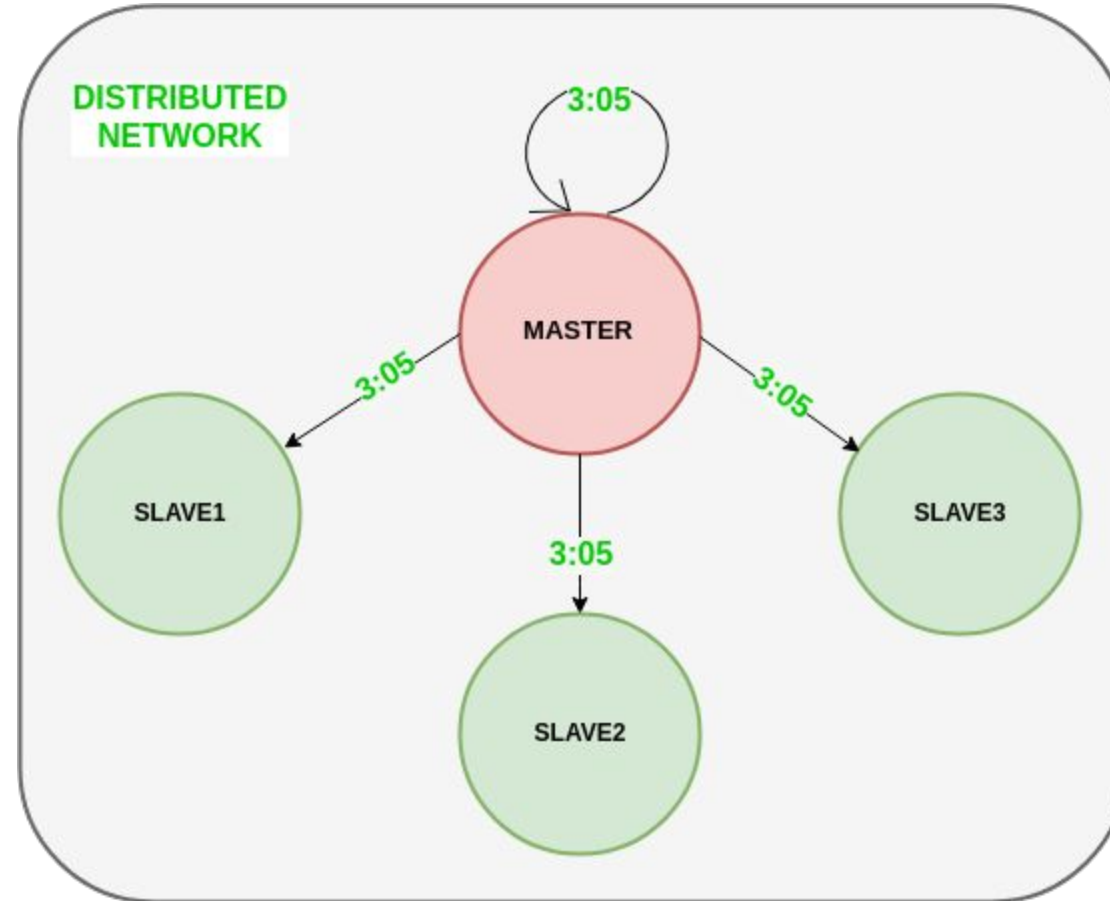 DISTRIBUTED
NETWORK
3:05
MASTER
3:05
3:05
SLAVE1
SLAVE3
3:05
SLAVE2